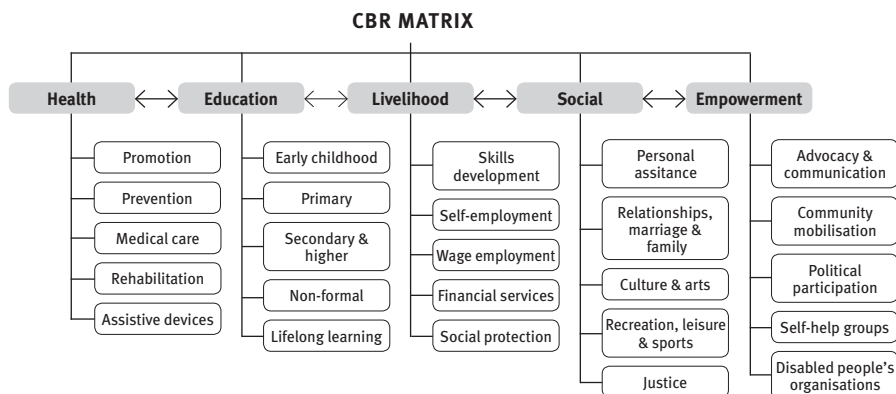 CBR MATRIX
Health
Education
Livelihood
Social
Empowerment
Promotion
Prevention
Medical care
Rehabilitation
Assistive devices
Early childhood
Primary
Secondary &
higher
Non-formal
Lifelong learning
Skills
development
Self-employment
Wage employment
Financial services
Social protection
Personal
assitance
Relationships,
marriage &
family
Culture & arts
Recreation, leisure
& sports
Justice
Advocacy &
communication
Community
mobilisation
Political
participation
Self-help groups
Disabled people's
organisations